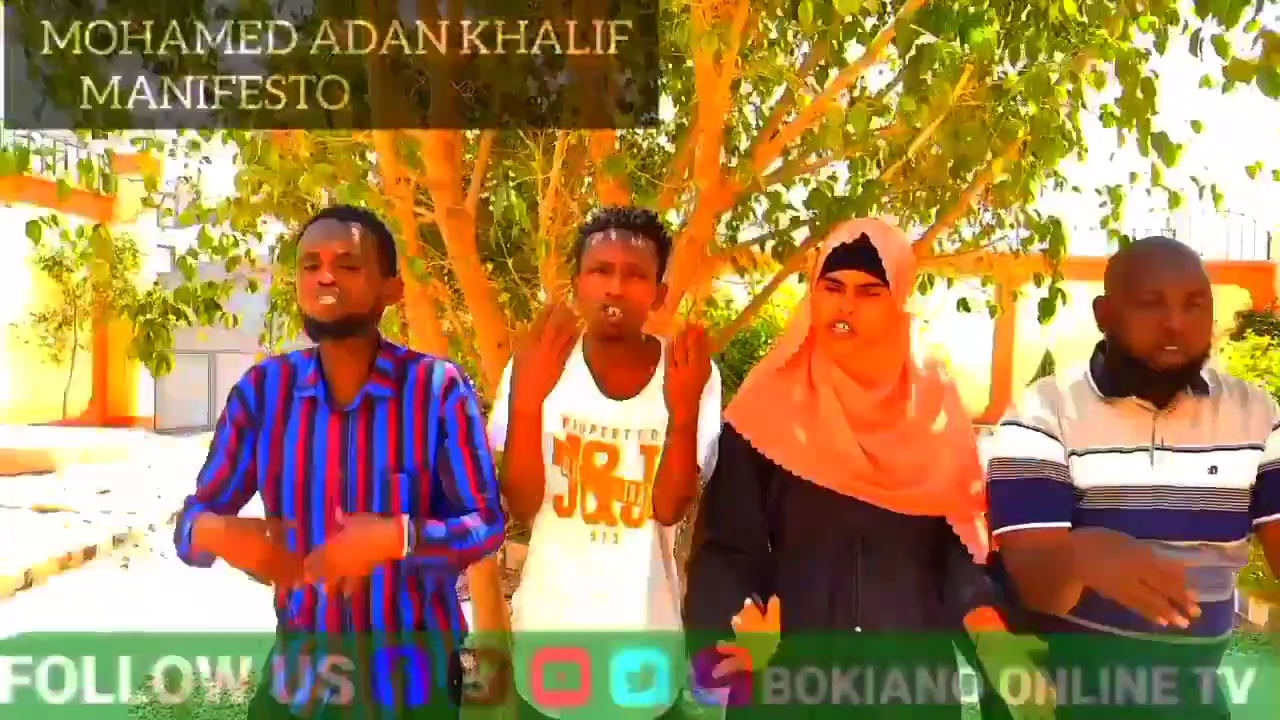 MOHAMED ADAN KHALIF
MANIFESTO
J&J
FOLLOW US
BOKIANO ONLINE TV